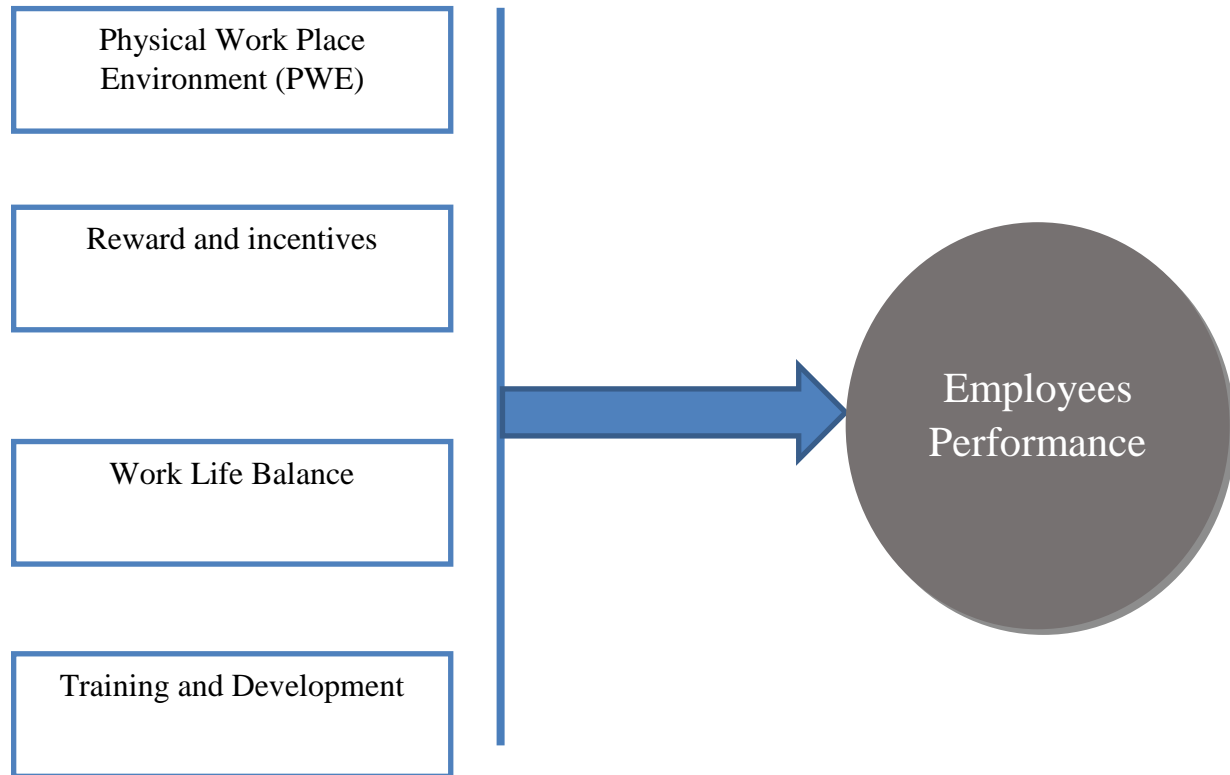 Physical Work Place
Environment (PWE)
Reward and incentives
Work Life Balance
Training and Development
Employees
Performance